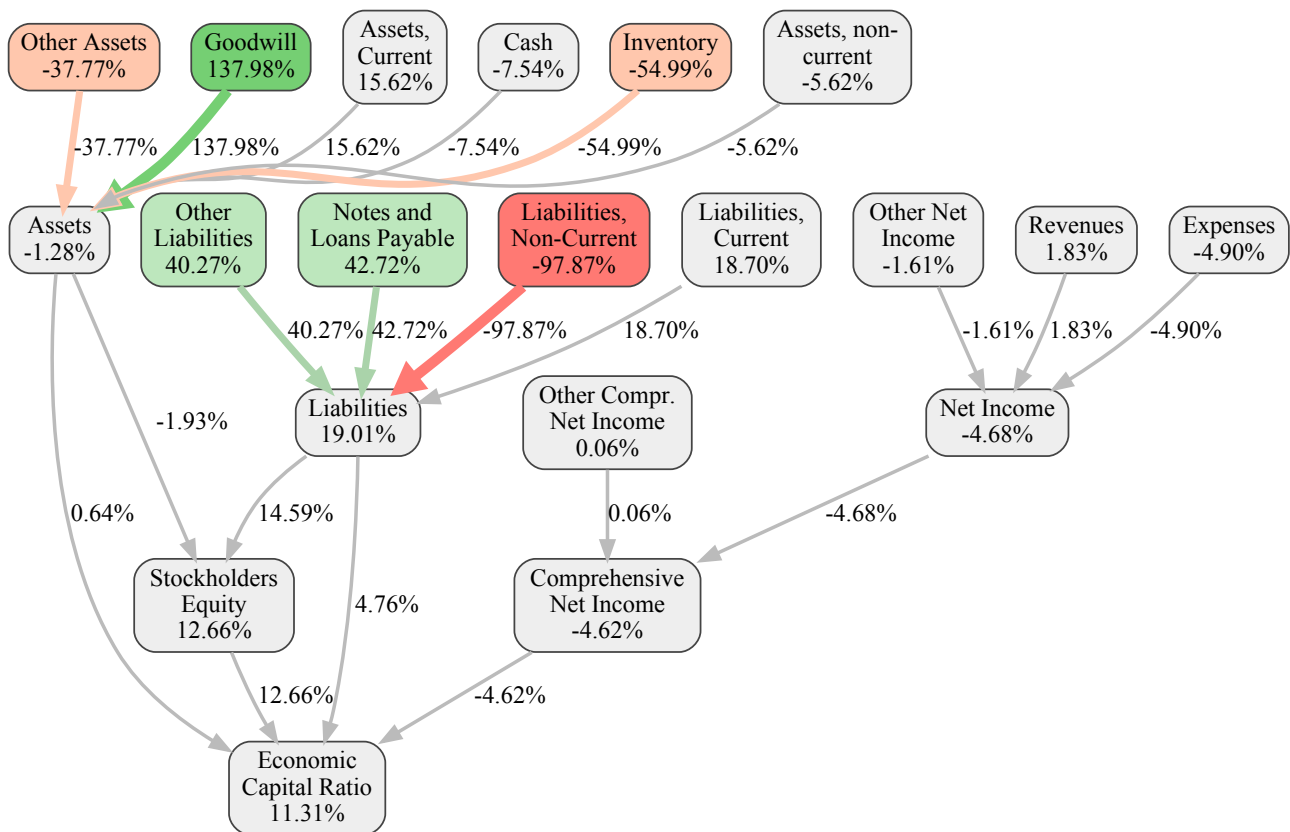 Other Assets
-37.77%
Goodwill
137.98%
Assets,
Current
15.62%
Cash
-7.54%
Inventory
-54.99%
Assets, non-
current
-5.62%
-37.77%
137.98%
15.62%
-7.54%
-54.99%
-5.62%
Assets
-1.28%
Other
Liabilities
40.27%
Notes and
Loans Payable
42.72%
Liabilities,
Non-Current
-97.87%
Liabilities,
Current
18.70%
Other Net
Income
-1.61%
Revenues
1.83%
Expenses
-4.90%
40.27%
42.72%
-97.87%
18.70%
-1.61%
1.83%
-4.90%
-1.93%
Liabilities
19.01%
Other Compr.
Net Income
0.06%
Net Income
-4.68%
0.64%
14.59%
0.06%
-4.68%
Stockholders
Equity
12.66%
4.76%
Comprehensive
Net Income
-4.62%
12.66%
-4.62%
Economic
Capital Ratio
11.31%